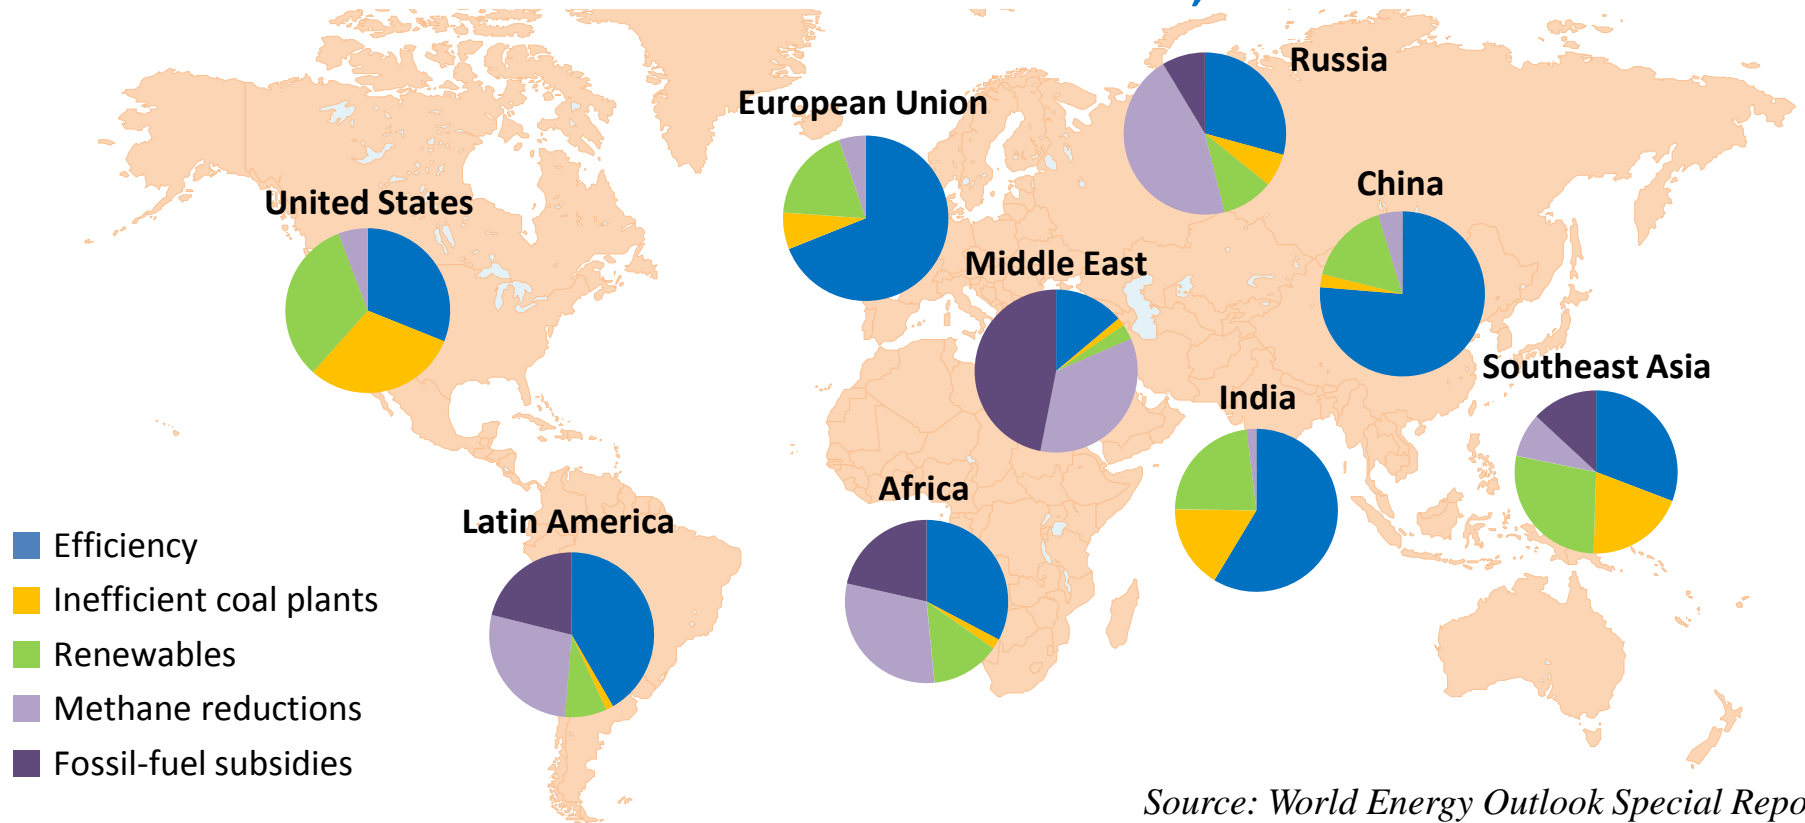 Russia
European Union
China
United States
Middle East
Southeast Asia
India
Africa
Latin America
Efficiency
Inefficient coal plants
Renewables
Methane reductions
Fossil-fuel subsidies
Source: World Energy Outlook Special Repo